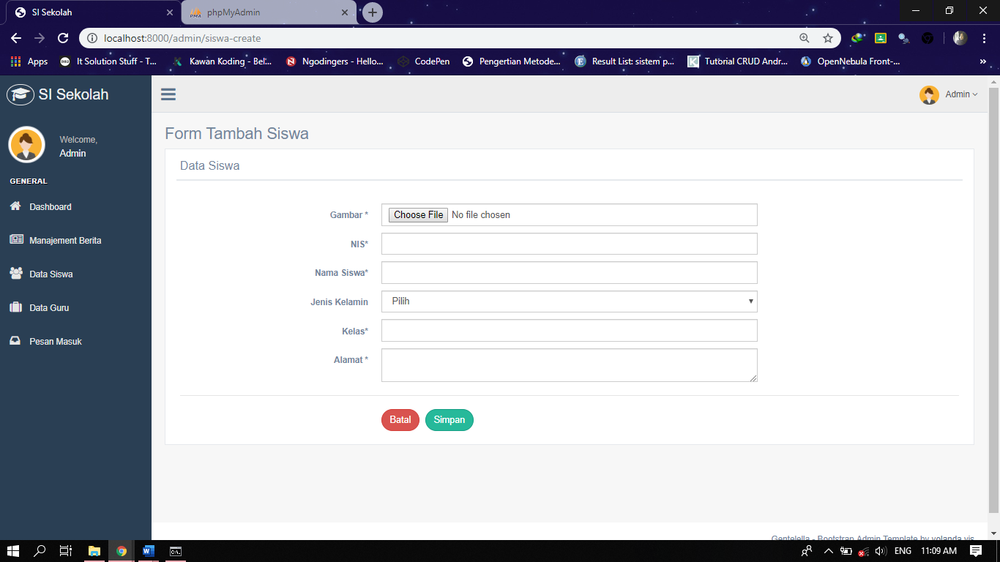 SI Sekolah
phpMyAdmin
localhost:8000/admin/siswa-create
Apps
It Solution Stuff - T...
Kawan Koding - Bel...
Ngodingers - Hello...
CodePen
Pengertian Metode...
Result List: sistem p...
Tutorial CRUD Andr...
OpenNebula Front-...
»
SI Sekolah
Admin
Welcome,
Admin
GENERAL
Dashboard
Manajement Berita
Data Siswa
Data Guru
Pesan Masuk
Form Tambah Siswa
Data Siswa
Gambar * Choose File No file chosen
NIS*
Nama Siswa*
Jenis Kelamin Pilih
Kelas*
Alamat *
Batal Simpan
Gentelella - Bootstrap Admin Template by yolanda vis
ENG 11:09 AM